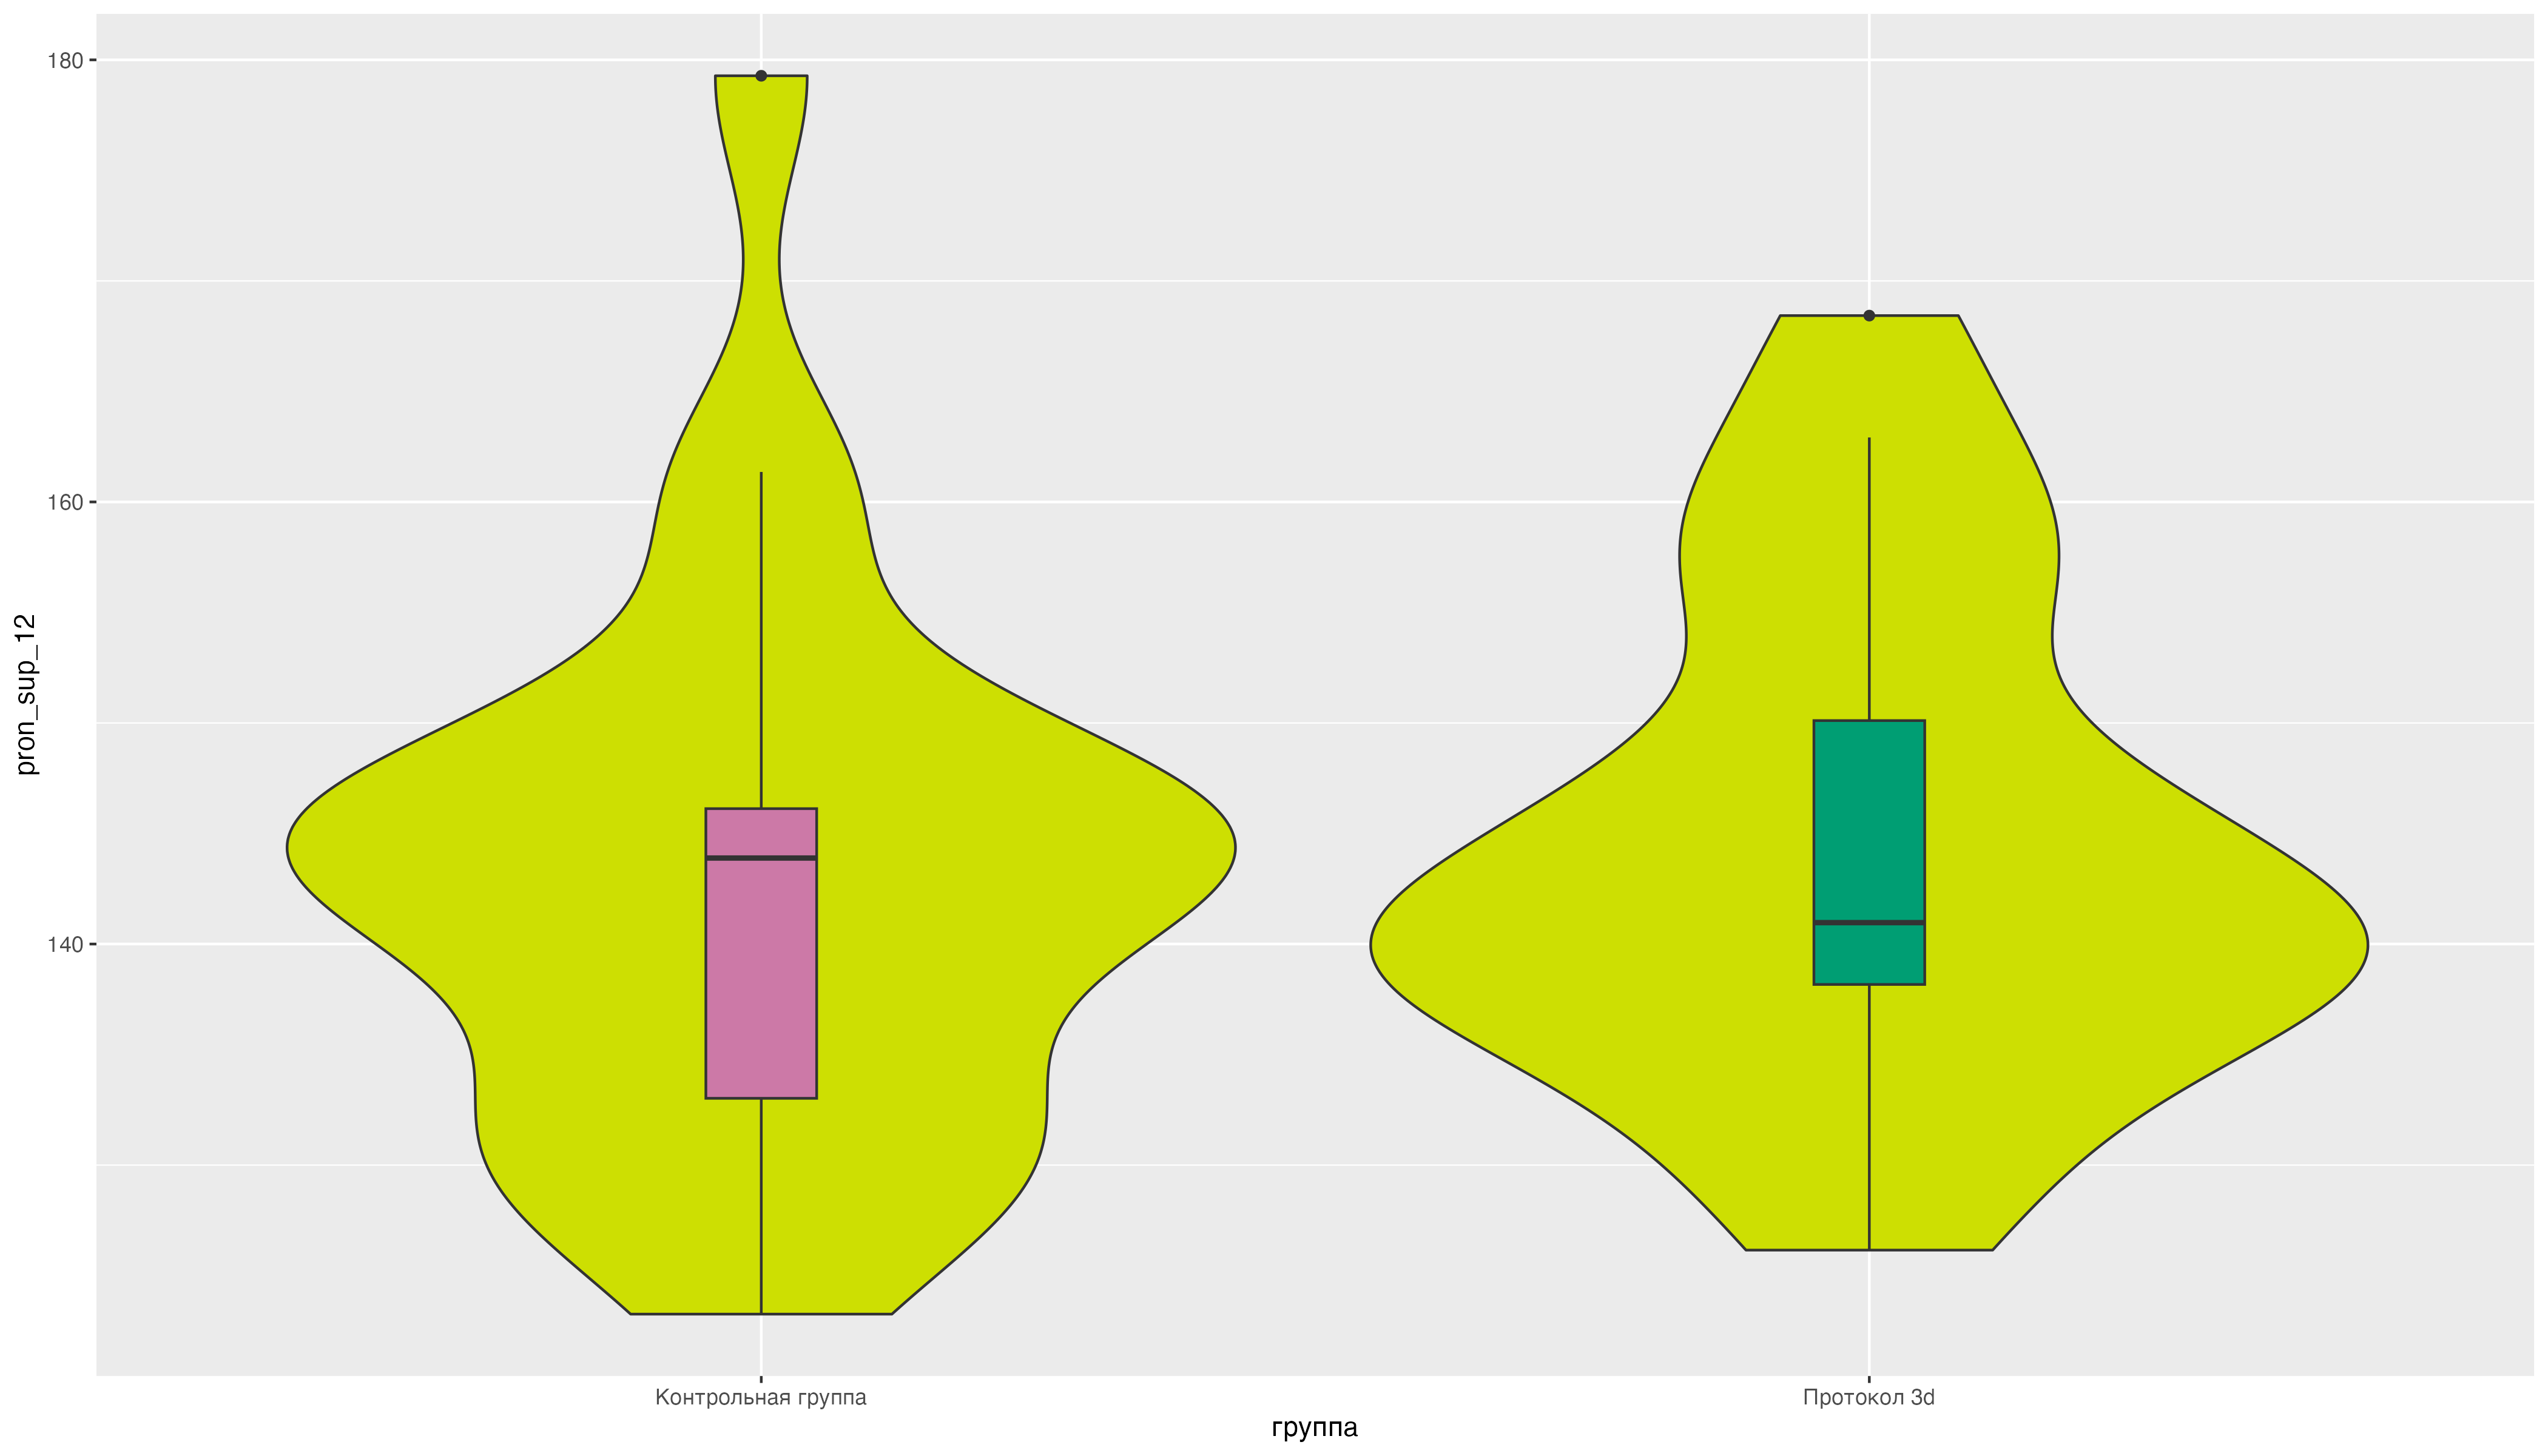 180
160
140
pron_sup_12
Контрольная группа
Протокол 3d
группа